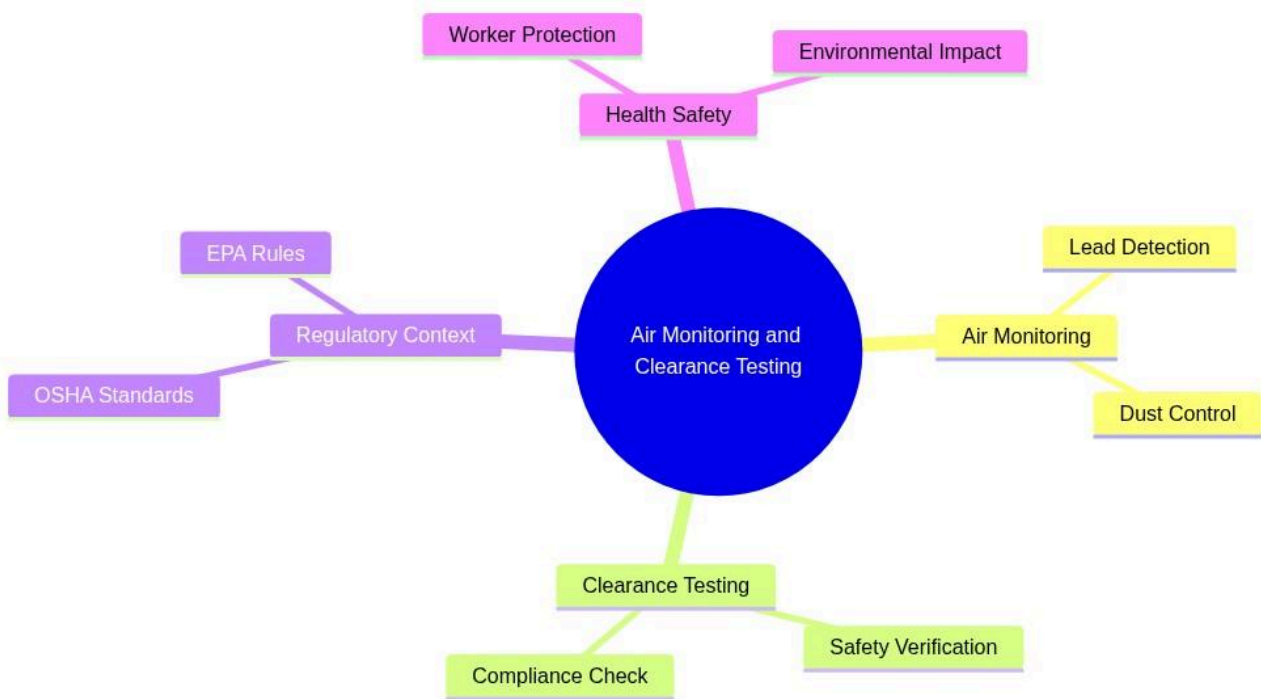 Worker Protection
Environmental Impact
Health Safety
EPA Rules
Regulatory Context
OSHA Standards
Air Monitoring and
Clearance Testing
Lead Detection
Air Monitoring
Dust Control
Clearance Testing
Safety Verification
Compliance Check